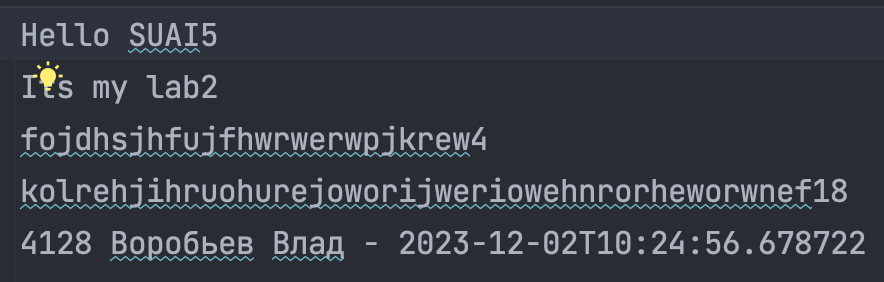 Hello SUAI5
Its my lab2
fojdhsjhfujfhwrwerwpjkrew4
kolrehjihruohurejoworijweriowehnrorheworwnef18
4128 Воробьев Влад - 2023-12-02T10:24:56.678722